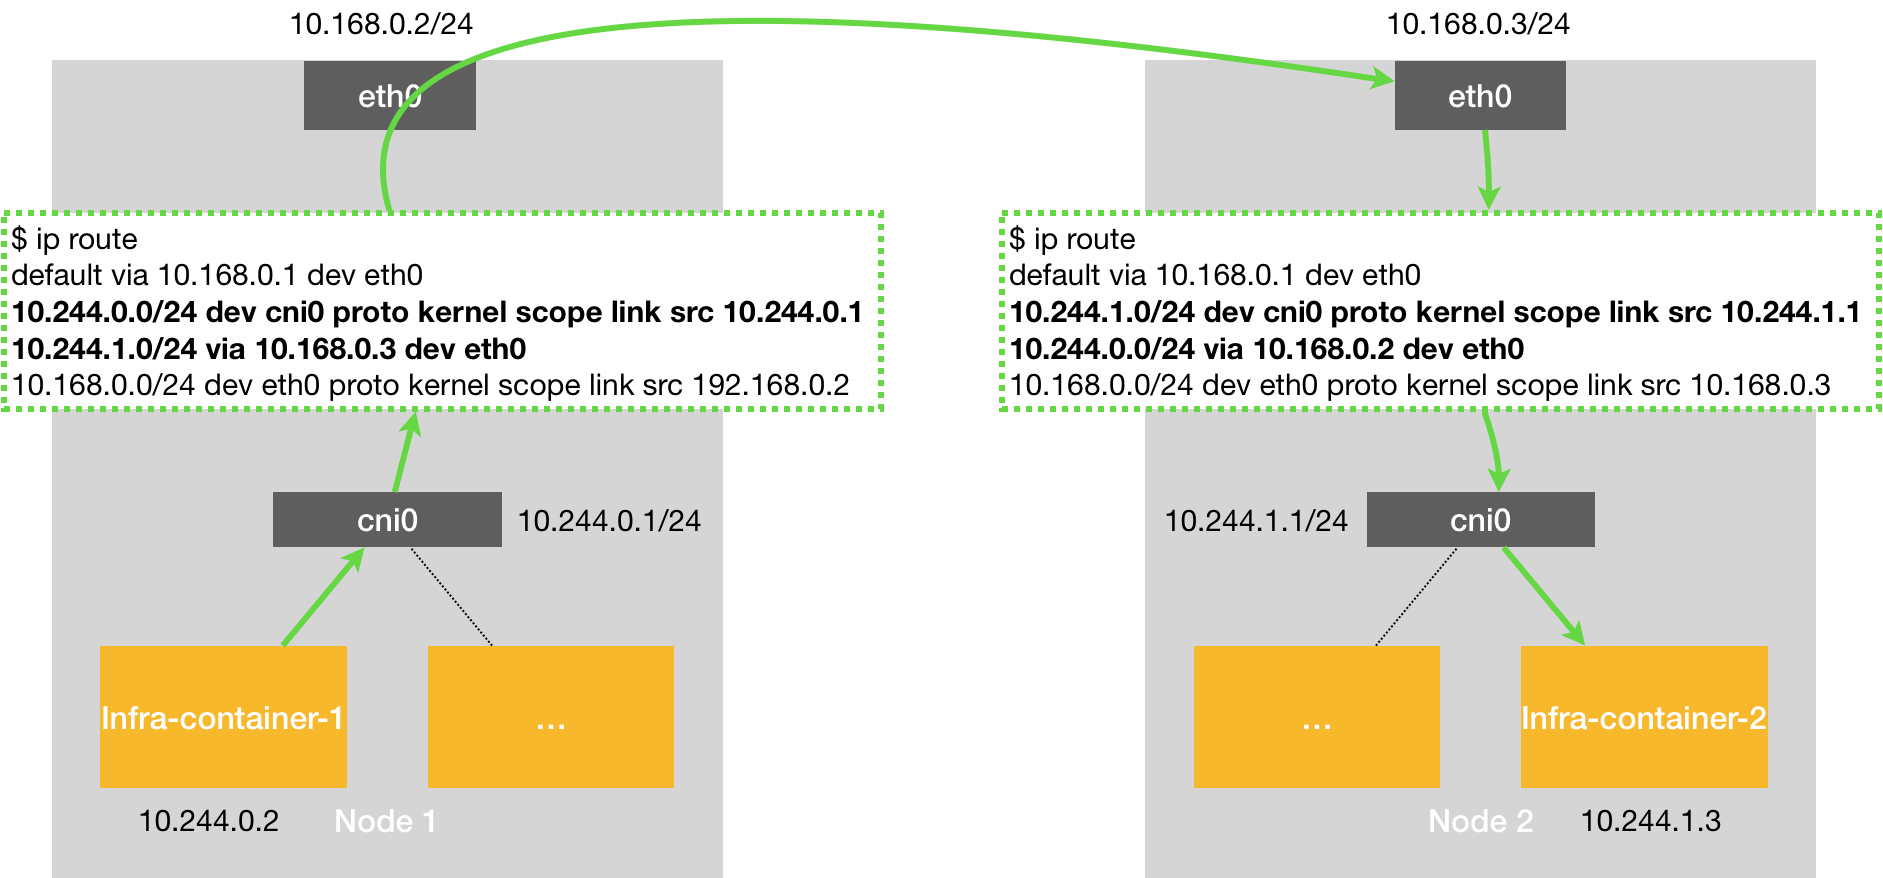 10.168.0.2/24
eth0
$ ip route
default via 10.168.0.1 dev eth0
10.244.0.0/24 dev cni0 proto kernel scope link src 10.244.0.1
10.244.1.0/24 via 10.168.0.3 dev eth0
10.168.0.0/24 dev eth0 proto kernel scope link src 192.168.0.2
cni0
10.244.0.1/24
Infra-container-1
...
10.244.0.2
Node 1
10.168.0.3/24
eth0
$ ip route
default via 10.168.0.1 dev eth0
10.244.1.0/24 dev cni0 proto kernel scope link src 10.244.1.1
10.244.0.0/24 via 10.168.0.2 dev eth0
10.168.0.0/24 dev eth0 proto kernel scope link src 10.168.0.3
10.244.1.1/24
cni0
...
Infra-container-2
Node 2
10.244.1.3